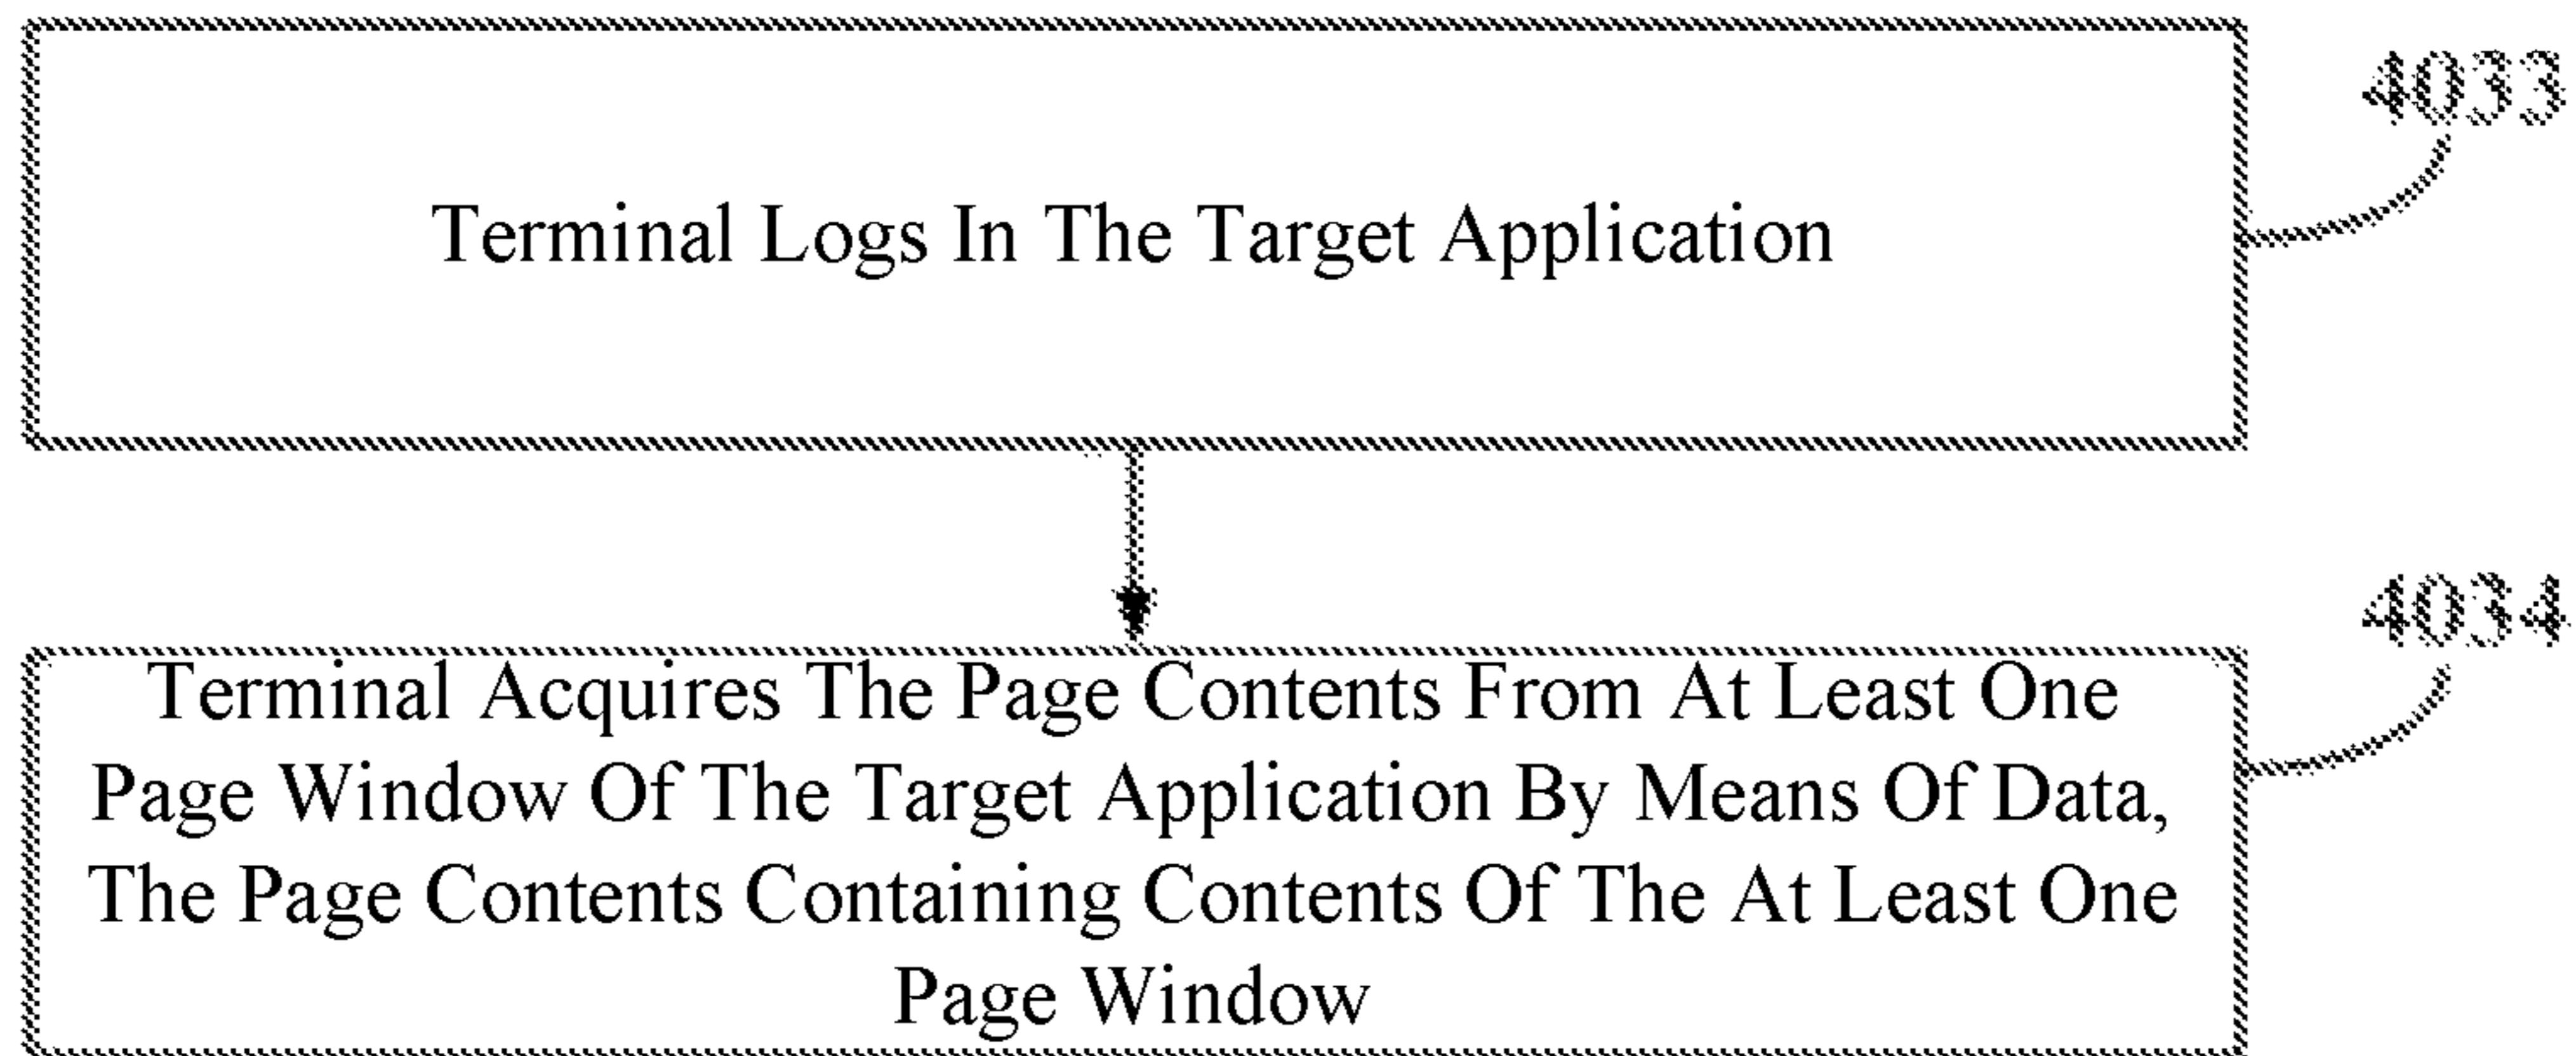 4033
Terminal Logs In The Target Application
4034
Terminal Acquires The Page Contents From At Least One
Page Window Of The Target Application By Means Of Data,
The Page Contents Containing Contents Of The At Least One
Page Window